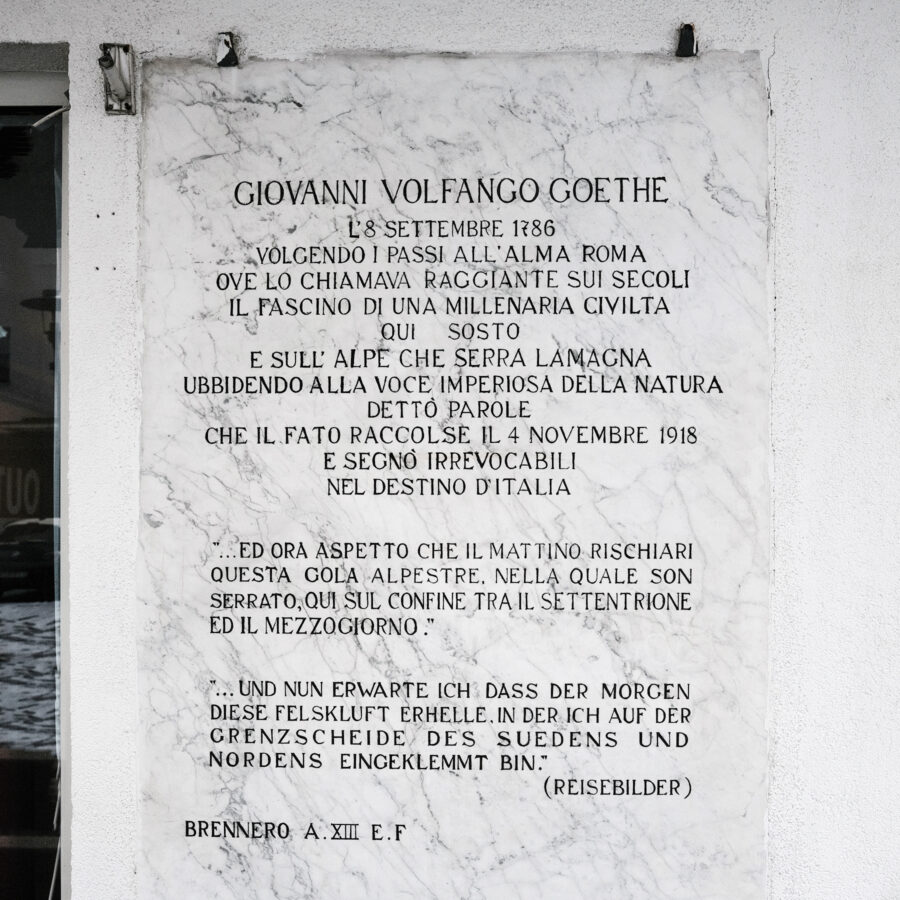 GIOVANNI VOLFANGO GOETHE
L'8 SETTEMBRE 1786
VOLGENDO I PASSI ALL'ALMA ROMA
OVE LO CHIAMAVA RAGGIANTE SUI SECOLI
IL FASCINO DI UNA MILLENARIA CIVILTA
QUI SOSTO
E SULL' ALPE CHE SERRA LAMAGNA
UBBIDENDO ALLA VOCE IMPERIOSA DELLA NATURA
DETTÒ PAROLE
CHE IL FATO RACCOLSE IL 4 NOVEMBRE 1918
E SEGNÒ IRREVOCABILI
NEL DESTINO D'ITALIA
"...ED ORA ASPETTO CHE IL MATTINO RISCHIARI
QUESTA GOLA ALPESTRE, NELLA QUALE SON
SERRATO, QUI SUL CONFINE TRA IL SETTENTRIONE
ED IL MEZZOGIORNO."
"...UND NUN ERWARTE ICH DASS DER MORGEN
DIESE FELSKLUFT ERHELLE, IN DER ICH AUF DER
GRENZSCHEIDE DES SUEDENS UND
NORDENS EINGEKLEMMT BIN."
(REISEBILDER)
BRENNERO A. XIII E.F